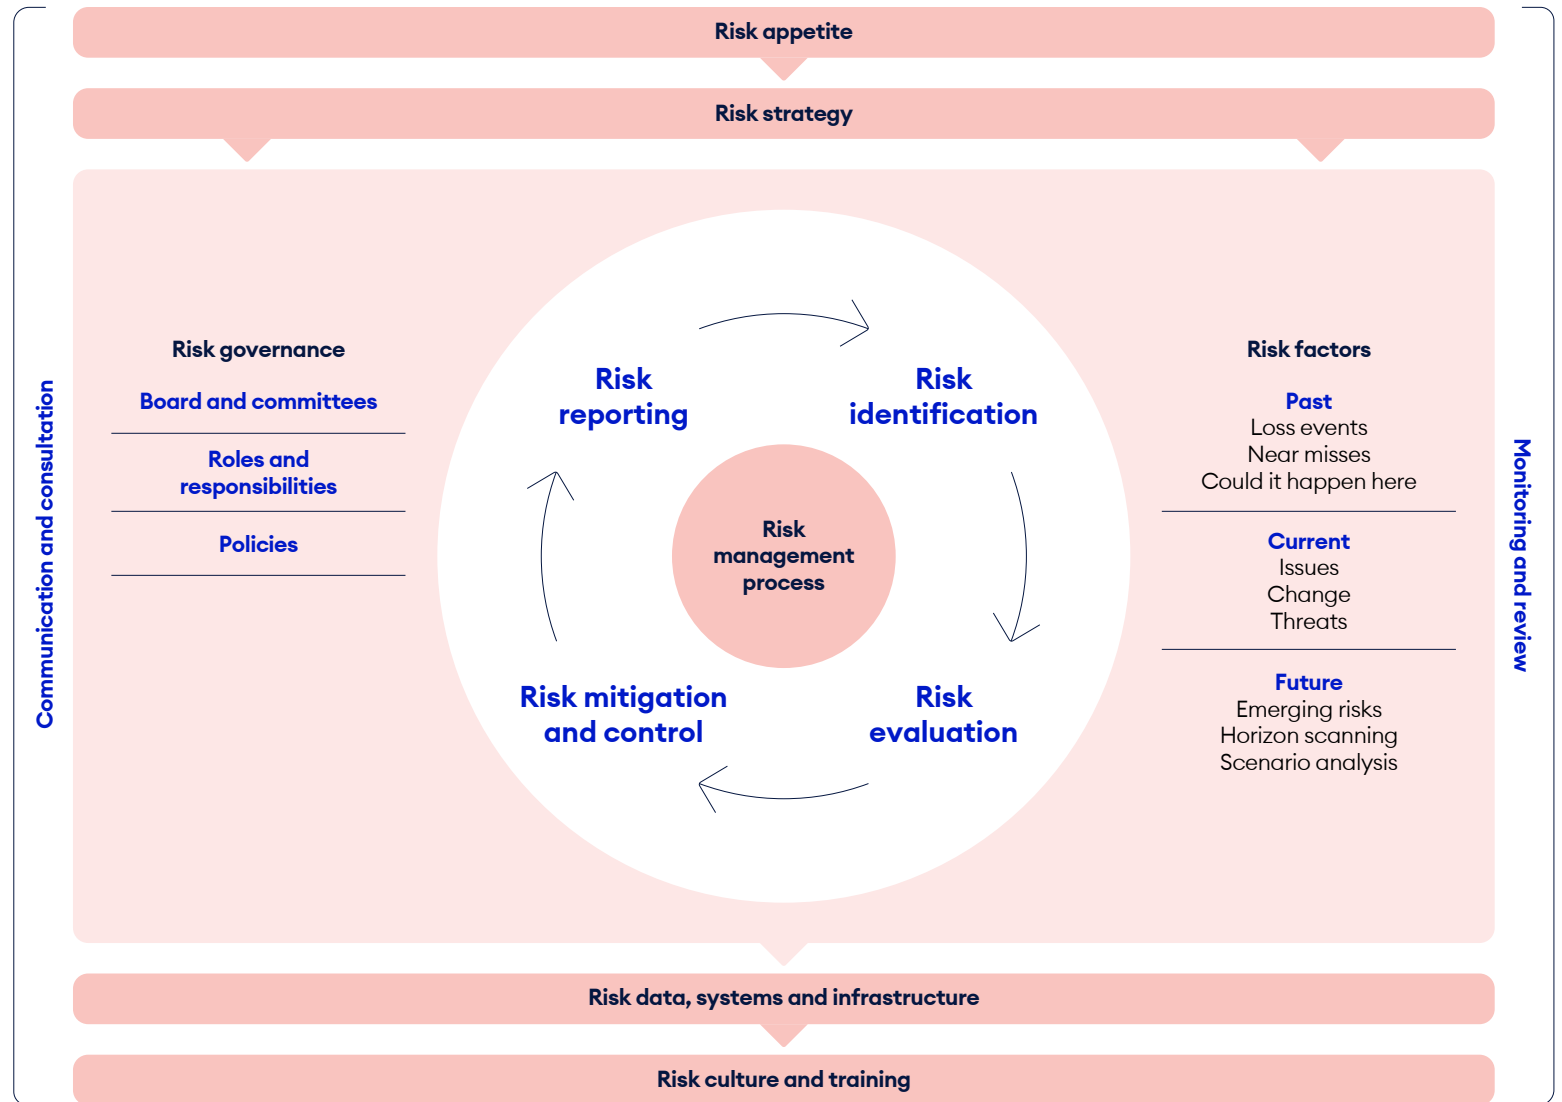 Risk appetite
Risk strategy
Communication and consultation
Risk governance
Board and committees
Roles and
responsibilities
Policies
Risk
reporting
Risk
identification
Risk
management
process
Risk mitigation
and control
Risk
evaluation
Risk factors
Past
Loss events
Near misses
Could it happen here
Current
Issues
Change
Threats
Future
Emerging risks
Horizon scanning
Scenario analysis
Monitoring and review
Risk data, systems and infrastructure
Risk culture and training